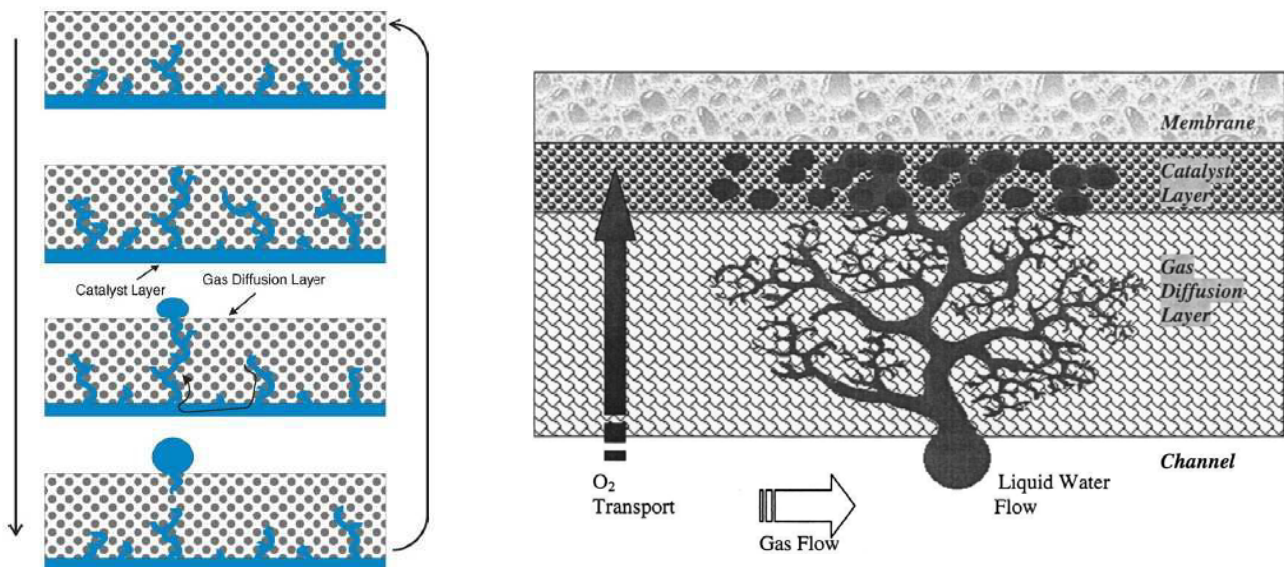 Catalyst Layer
Gas Diffusion Layer
Membrane
Catalyst
Layer
Gas
Diffusion
Layer
Channel
O₂
Transport
Gas Flow
Liquid Water
Flow